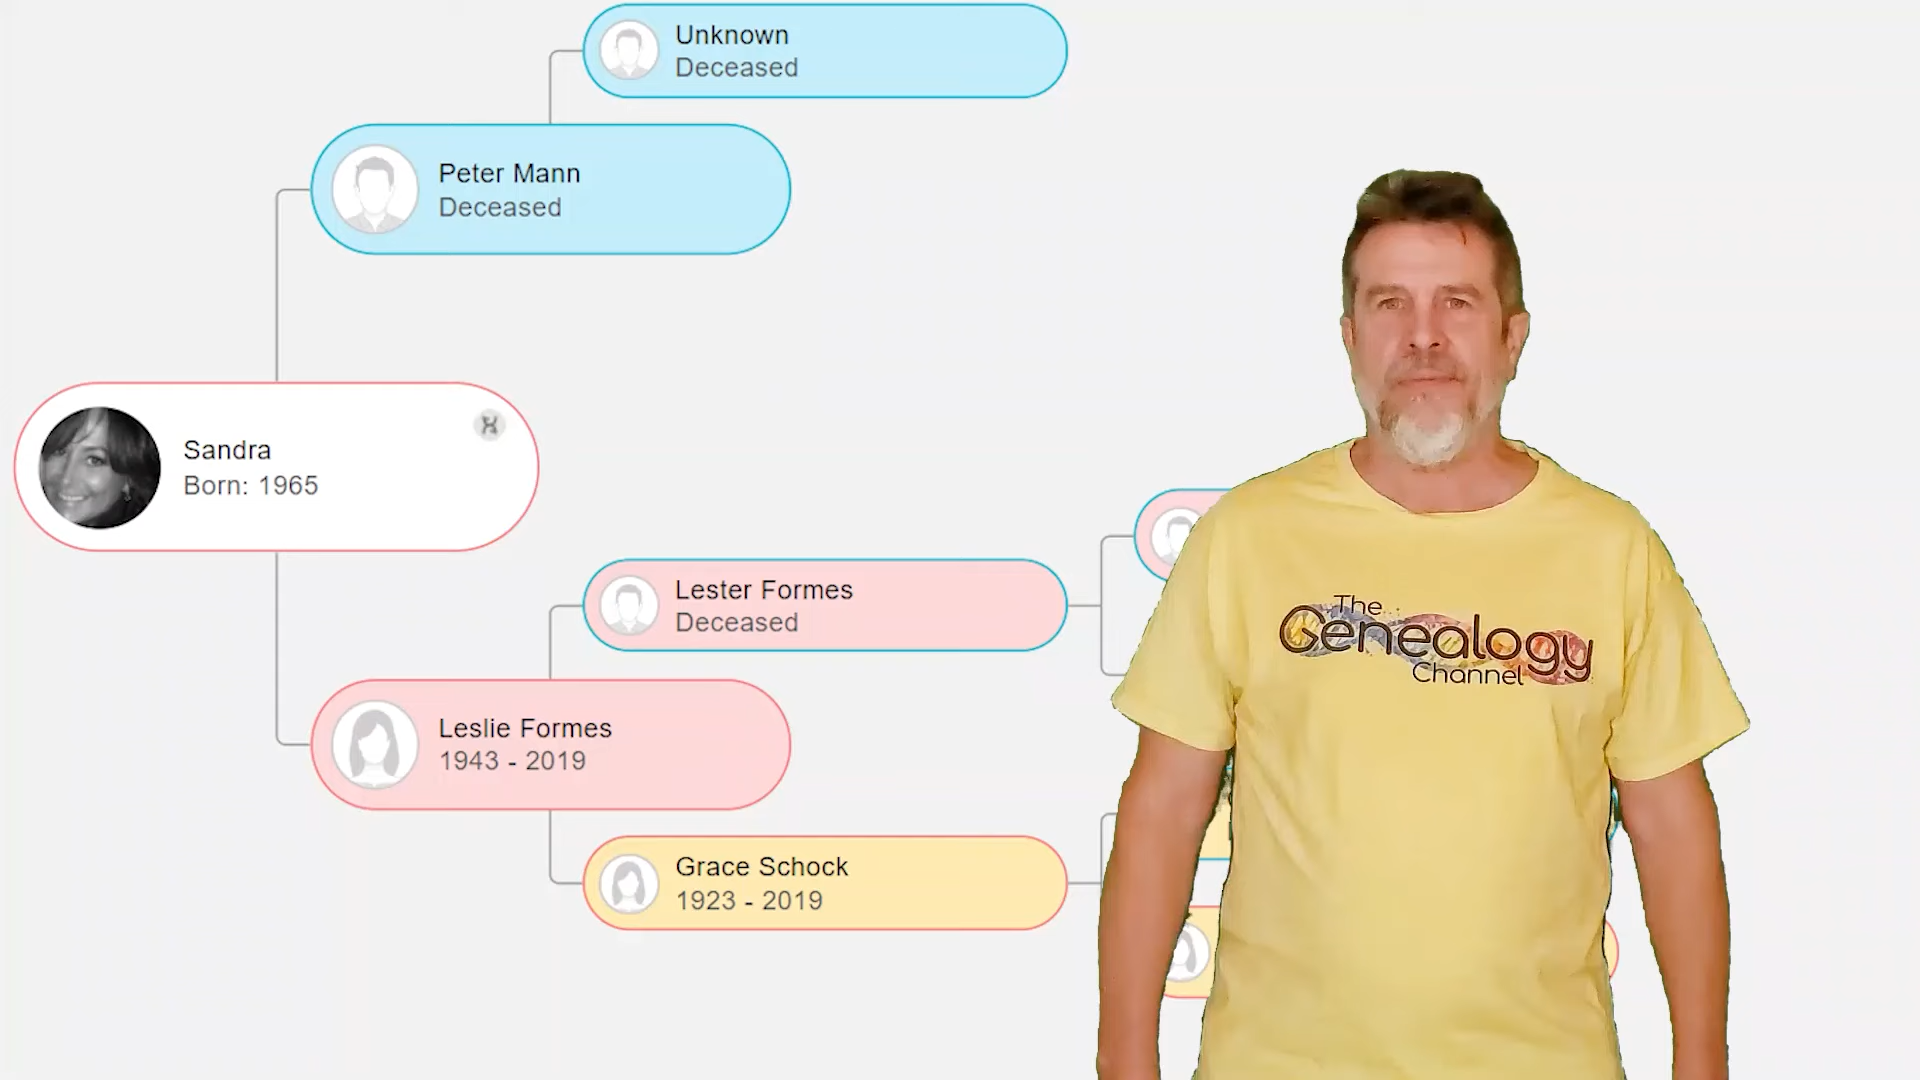 Unknown
Deceased
Peter Mann
Deceased
Sandra
Born: 1965
Lester Formes
Deceased
Leslie Formes
1943 - 2019
Grace Schock
1923 - 2019
The
Genealogy
Channel